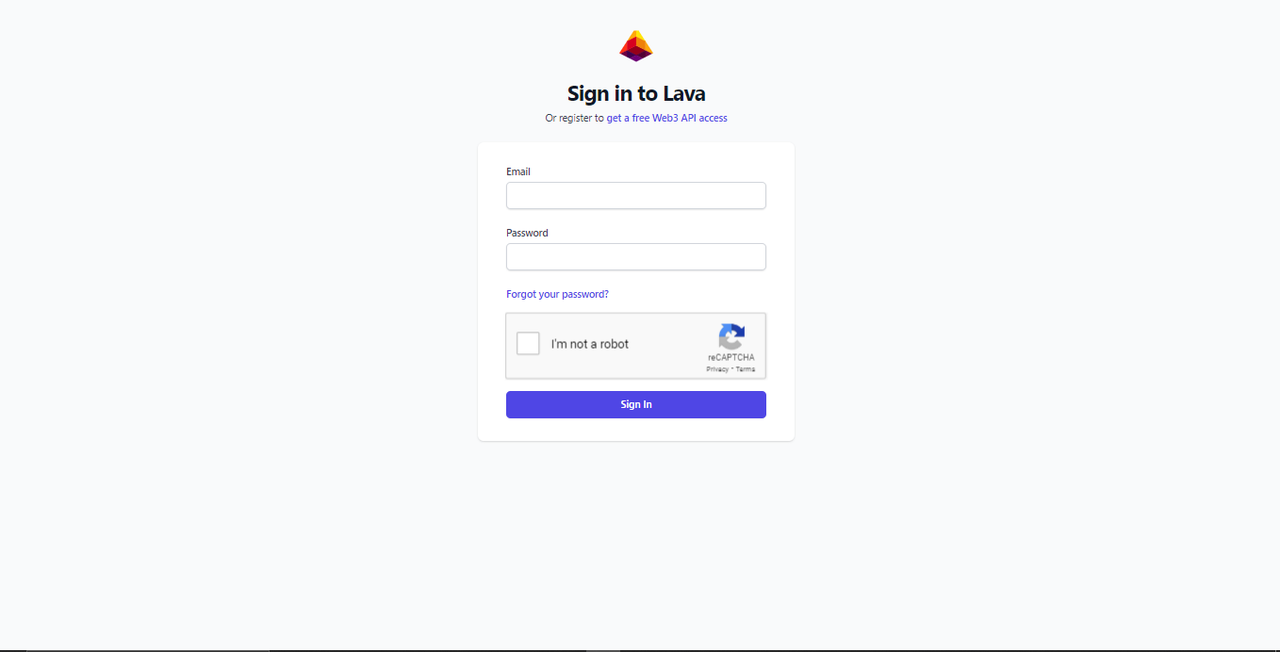 Sign in to Lava
Or register to get a free Web3 API access
Email
Password
Forgot your password?
I'm not a robot
reCAPTCHA
Privacy - Terms
Sign In